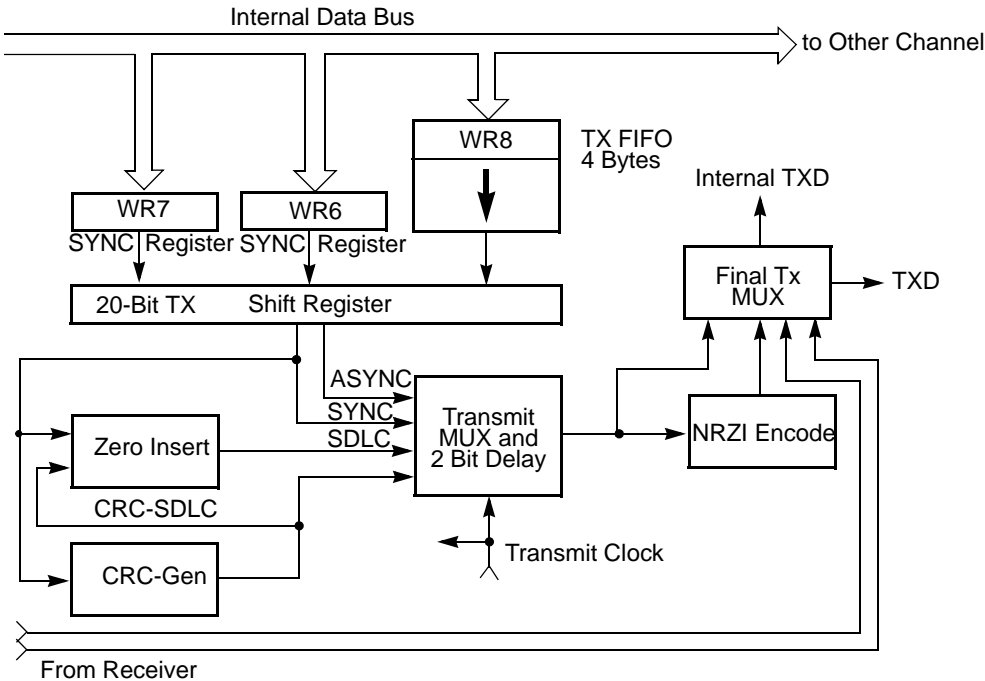 Internal Data Bus
to Other Channel
WR8
TX FIFO
4 Bytes
Internal TXD
WR7
WR6
SYNC Register
SYNC Register
Final Tx
MUX
TXD
20-Bit TX Shift Register
ASYNC
SYNC
SDLC
Transmit
MUX and
2 Bit Delay
NRZI Encode
Zero Insert
CRC-SDLC
Transmit Clock
CRC-Gen
From Receiver